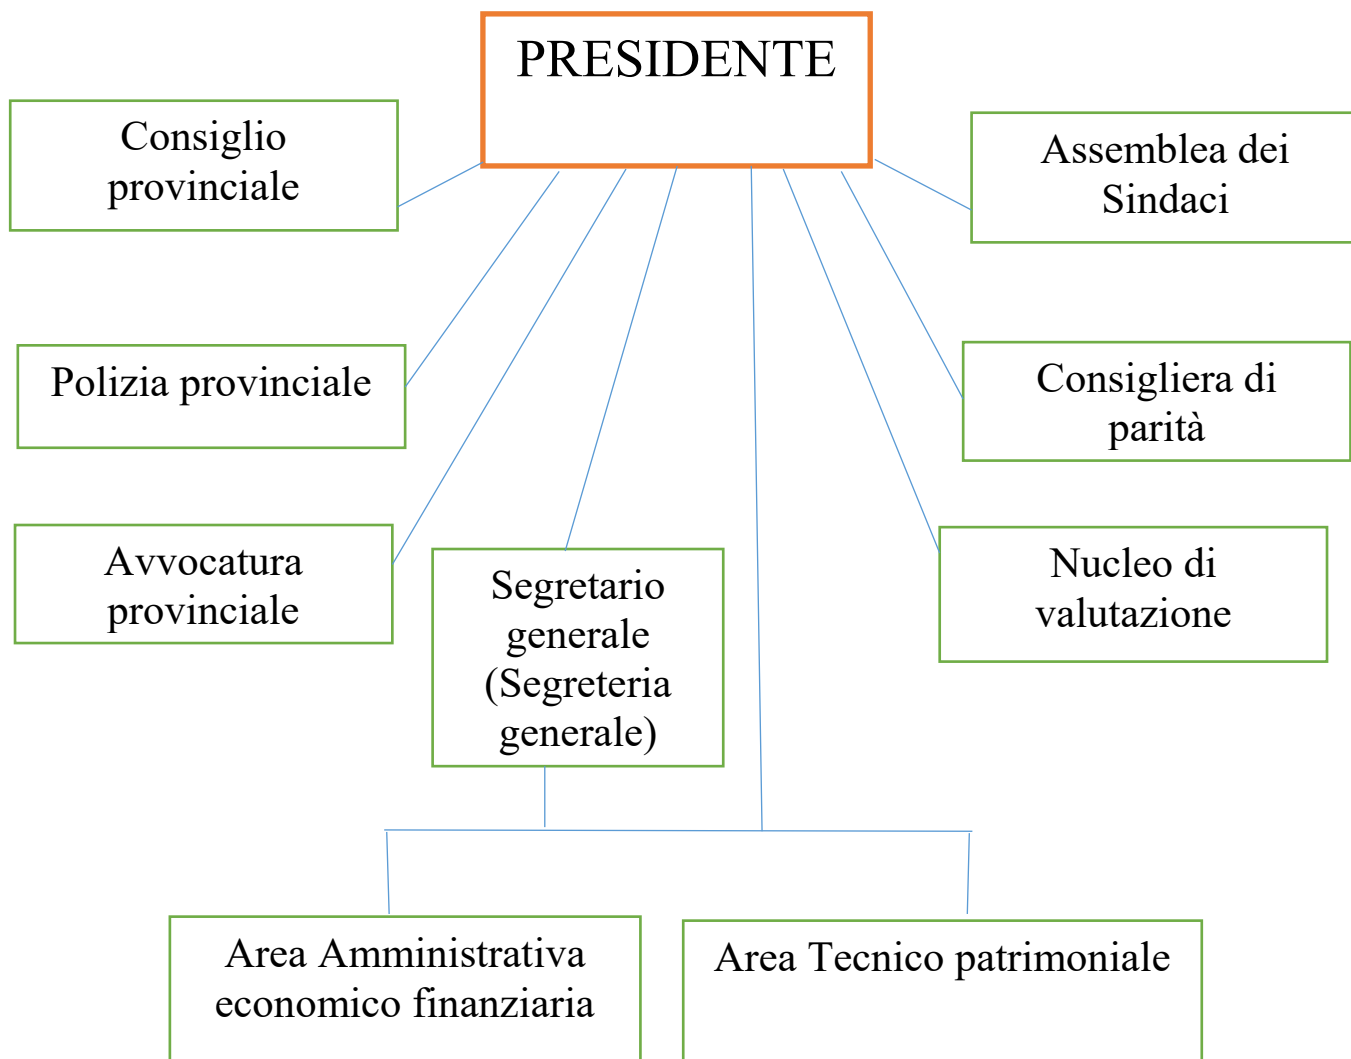 PRESIDENTE
Consiglio
provinciale
Assemblea dei
Sindaci
Polizia provinciale
Consigliera di
parità
Avvocatura
provinciale
Segretario
generale
(Segreteria
generale)
Nucleo di
valutazione
Area Amministrativa
economico finanziaria
Area Tecnico patrimoniale